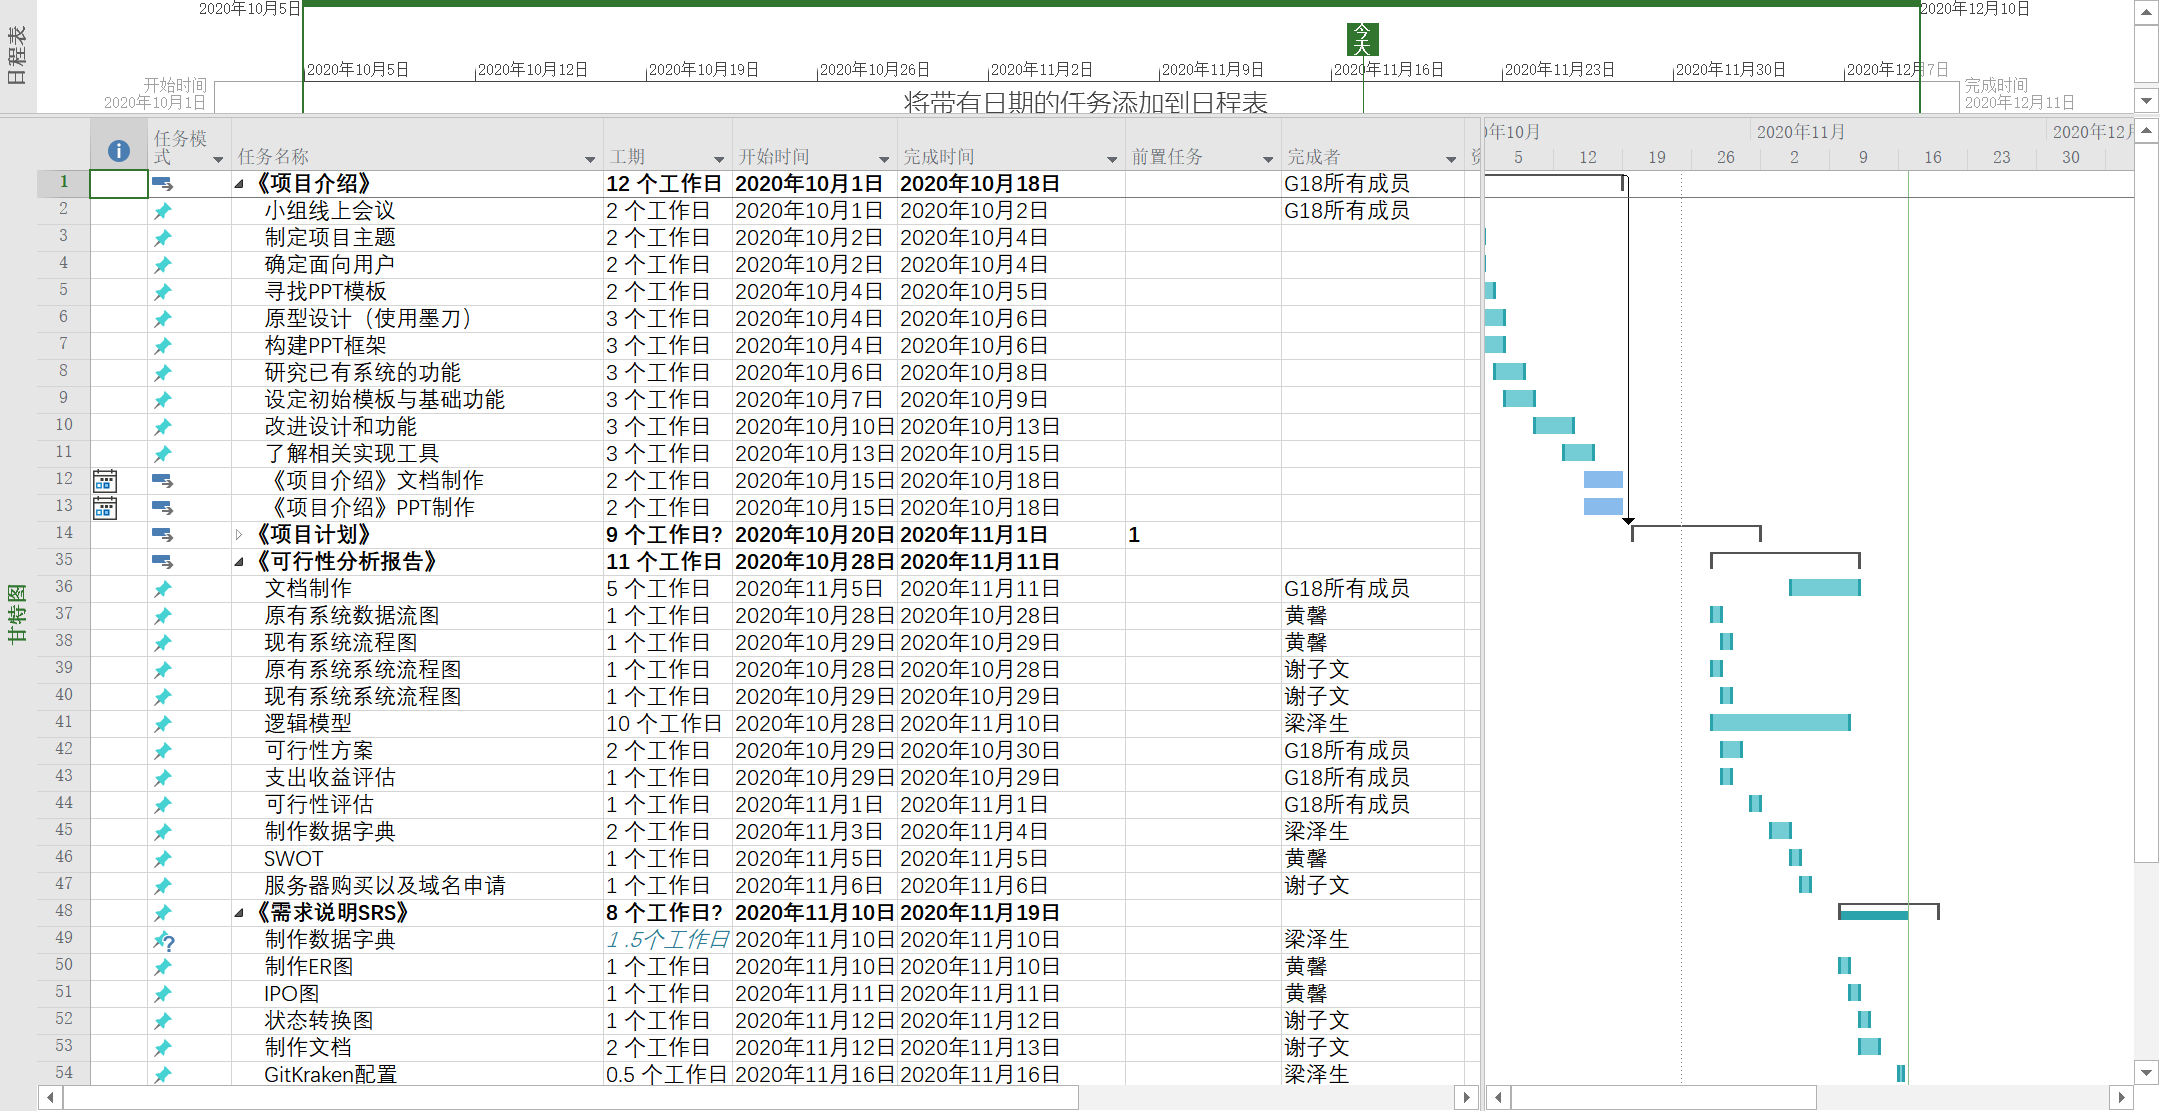 日程表
2020年10月5日
2020年12月10日
今天
2020年10月5日 2020年10月12日 2020年10月19日 2020年10月26日 2020年11月2日 2020年11月9日 2020年11月16日 2020年11月23日 2020年11月30日 2020年12月7日
开始时间
2020年10月1日
将带有日期的任务添加到日程表
完成时间
2020年12月11日
甘特图
任务模式 任务名称 工期 开始时间 完成时间 前置任务 完成者
年10月 2020年11月 2020年12月
5 12 19 26 2 9 16 23 30
1 《项目介绍》 12 个工作日 2020年10月1日 2020年10月18日 G18所有成员
2 小组线上会议 2 个工作日 2020年10月1日 2020年10月2日 G18所有成员
3 制定项目主题 2 个工作日 2020年10月2日 2020年10月4日
4 确定面向用户 2 个工作日 2020年10月2日 2020年10月4日
5 寻找PPT模板 2 个工作日 2020年10月4日 2020年10月5日
6 原型设计（使用墨刀） 3 个工作日 2020年10月4日 2020年10月6日
7 构建PPT框架 3 个工作日 2020年10月4日 2020年10月6日
8 研究已有系统的功能 3 个工作日 2020年10月6日 2020年10月8日
9 设定初始模板与基础功能 3 个工作日 2020年10月7日 2020年10月9日
10 改进设计和功能 3 个工作日 2020年10月10日 2020年10月13日
11 了解相关实现工具 3 个工作日 2020年10月13日 2020年10月15日
12 《项目介绍》文档制作 2 个工作日 2020年10月15日 2020年10月18日
13 《项目介绍》PPT制作 2 个工作日 2020年10月15日 2020年10月18日
14 《项目计划》 9 个工作日? 2020年10月20日 2020年11月1日 1
35 《可行性分析报告》 11 个工作日 2020年10月28日 2020年11月11日
36 文档制作 5 个工作日 2020年11月5日 2020年11月11日 G18所有成员
37 原有系统数据流图 1 个工作日 2020年10月28日 2020年10月28日 黄馨
38 现有系统流程图 1 个工作日 2020年10月29日 2020年10月29日 黄馨
39 原有系统系统流程图 1 个工作日 2020年10月28日 2020年10月28日 谢子文
40 现有系统系统流程图 1 个工作日 2020年10月29日 2020年10月29日 谢子文
41 逻辑模型 10 个工作日 2020年10月28日 2020年11月10日 梁泽生
42 可行性方案 2 个工作日 2020年10月29日 2020年10月30日 G18所有成员
43 支出收益评估 1 个工作日 2020年10月29日 2020年10月29日 G18所有成员
44 可行性评估 1 个工作日 2020年11月1日 2020年11月1日 G18所有成员
45 制作数据字典 2 个工作日 2020年11月3日 2020年11月4日 梁泽生
46 SWOT 1 个工作日 2020年11月5日 2020年11月5日 黄馨
47 服务器购买以及域名申请 1 个工作日 2020年11月6日 2020年11月6日 谢子文
48 《需求说明SRS》 8 个工作日? 2020年11月10日 2020年11月19日
49 制作数据字典 1 .5个工作日 2020年11月10日 2020年11月10日 梁泽生
50 制作ER图 1 个工作日 2020年11月10日 2020年11月10日 黄馨
51 IPO图 1 个工作日 2020年11月11日 2020年11月11日 黄馨
52 状态转换图 1 个工作日 2020年11月12日 2020年11月12日 谢子文
53 制作文档 2 个工作日 2020年11月12日 2020年11月13日 谢子文
54 GitKraken配置 0.5 个工作日 2020年11月16日 2020年11月16日 梁泽生